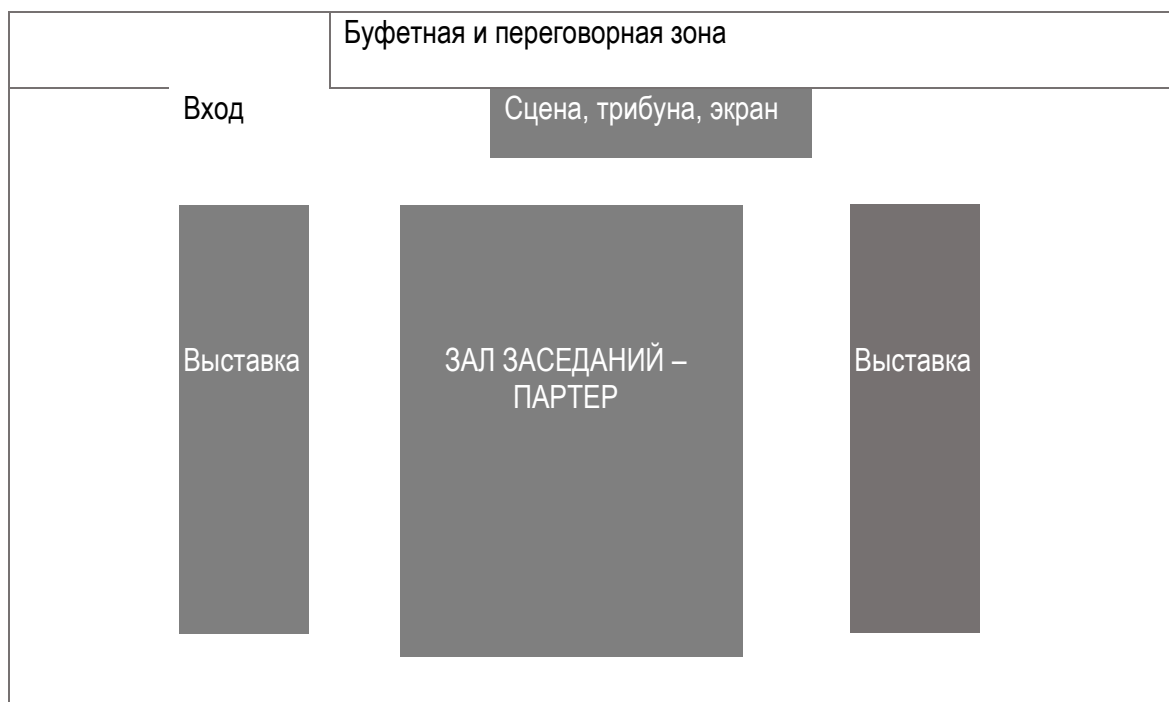 Буфетная и переговорная зона
Вход
Сцена, трибуна, экран
Выставка
ЗАЛ ЗАСЕДАНИЙ –
ПАРТЕР
Выставка